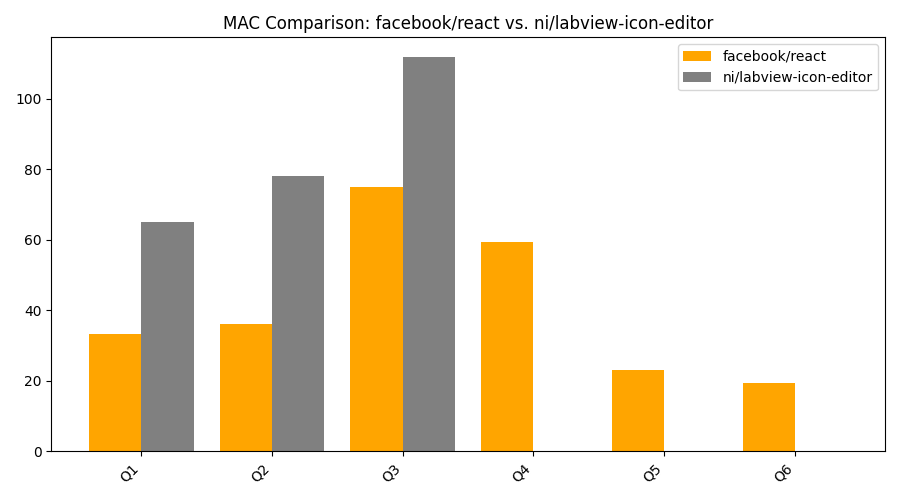 MAC Comparison: facebook/react vs. ni/labview-icon-editor
facebook/react
ni/labview-icon-editor
100
80
60
40
20
0
Q1
Q2
Q3
Q4
Q5
Q6